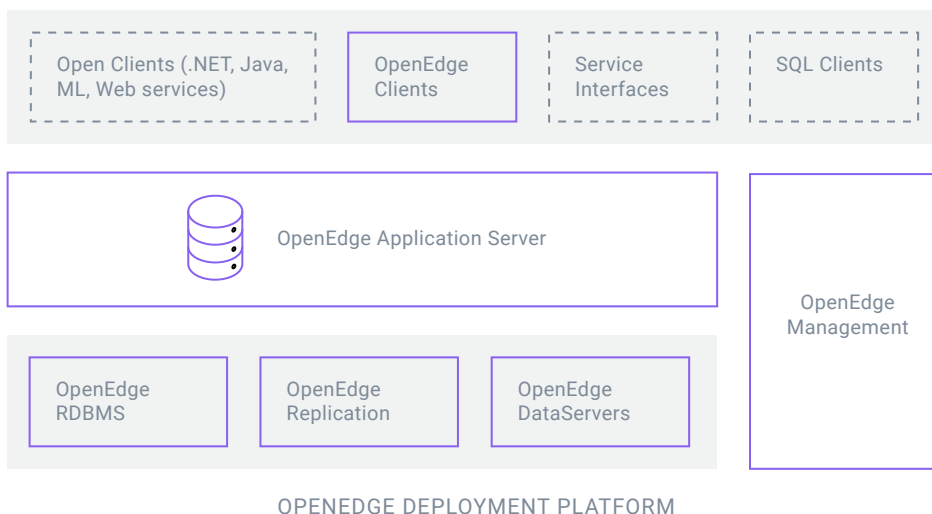 Open Clients (.NET, Java,
ML, Web services)
OpenEdge
Clients
Service
Interfaces
SQL Clients
OpenEdge Application Server
OpenEdge
Management
OpenEdge
RDBMS
OpenEdge
Replication
OpenEdge
DataServers
OPENEDGE DEPLOYMENT PLATFORM